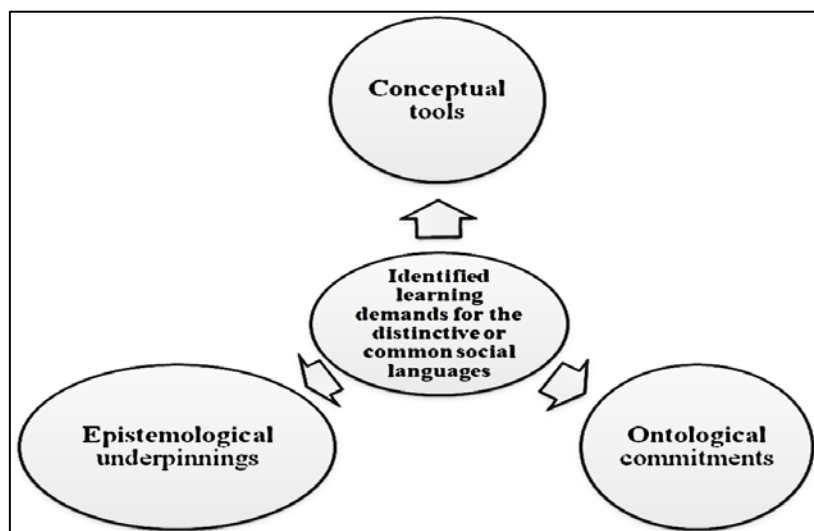 Conceptual
tools
Identified
learning
demands for the
distinctive or
common social
languages
Epistemological
underpinnings
Ontological
commitments